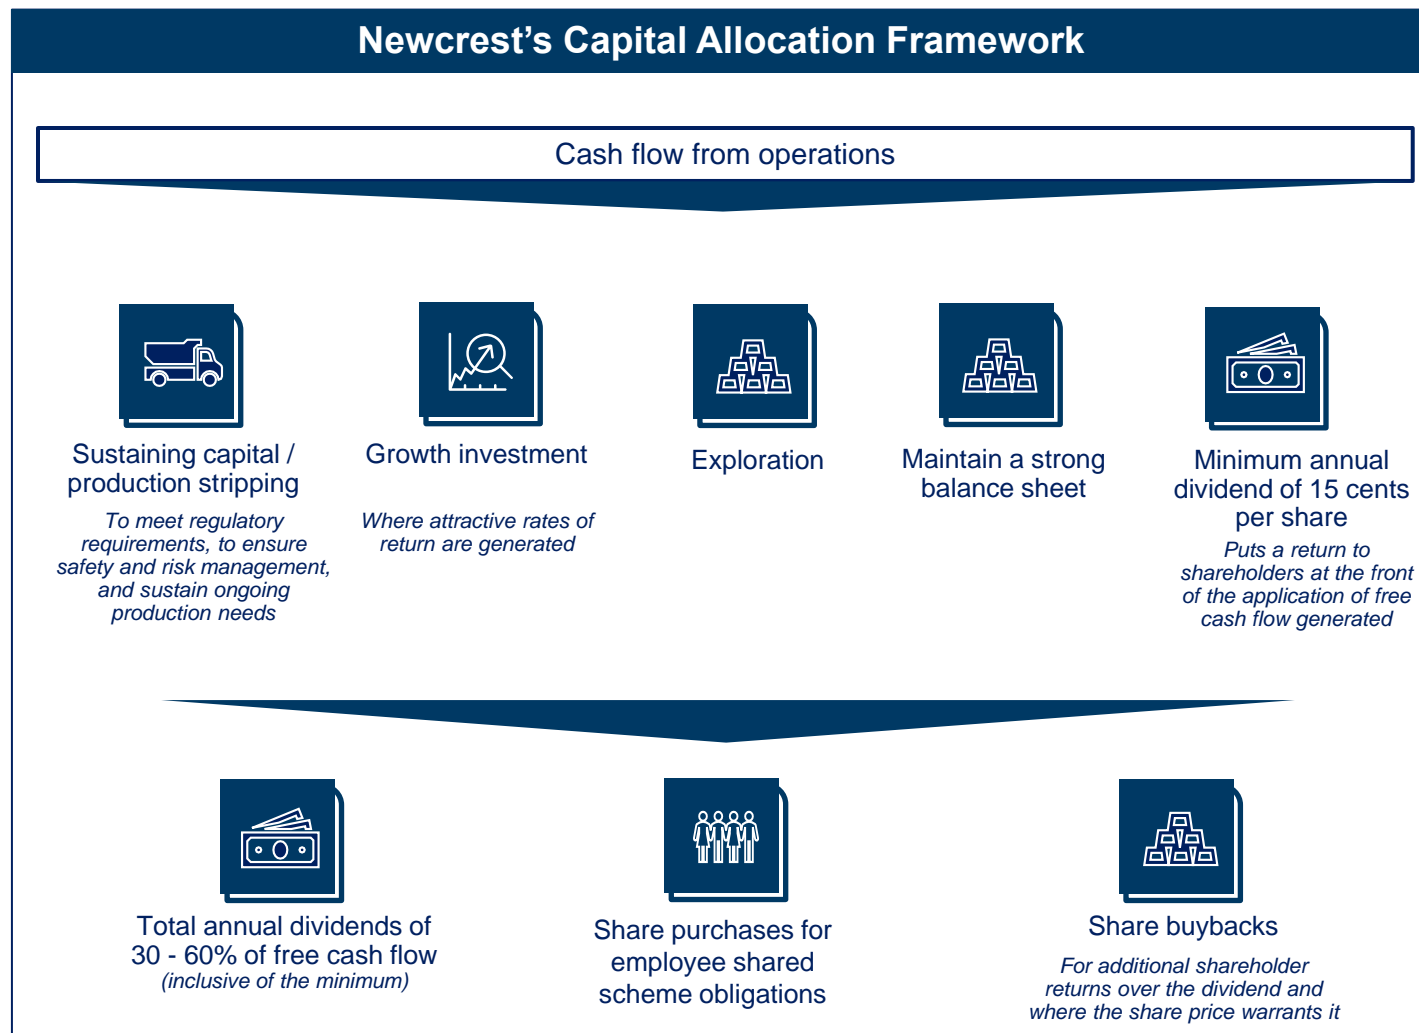 Newcrest’s Capital Allocation Framework
Cash flow from operations
Sustaining capital /
production stripping
To meet regulatory
requirements, to ensure
safety and risk management,
and sustain ongoing
production needs
Growth investment
Where attractive rates of
return are generated
Exploration
Maintain a strong
balance sheet
Minimum annual
dividend of 15 cents
per share
Puts a return to
shareholders at the front
of the application of free
cash flow generated
Total annual dividends of
30 - 60% of free cash flow
(inclusive of the minimum)
Share purchases for
employee shared
scheme obligations
Share buybacks
For additional shareholder
returns over the dividend and
where the share price warrants it